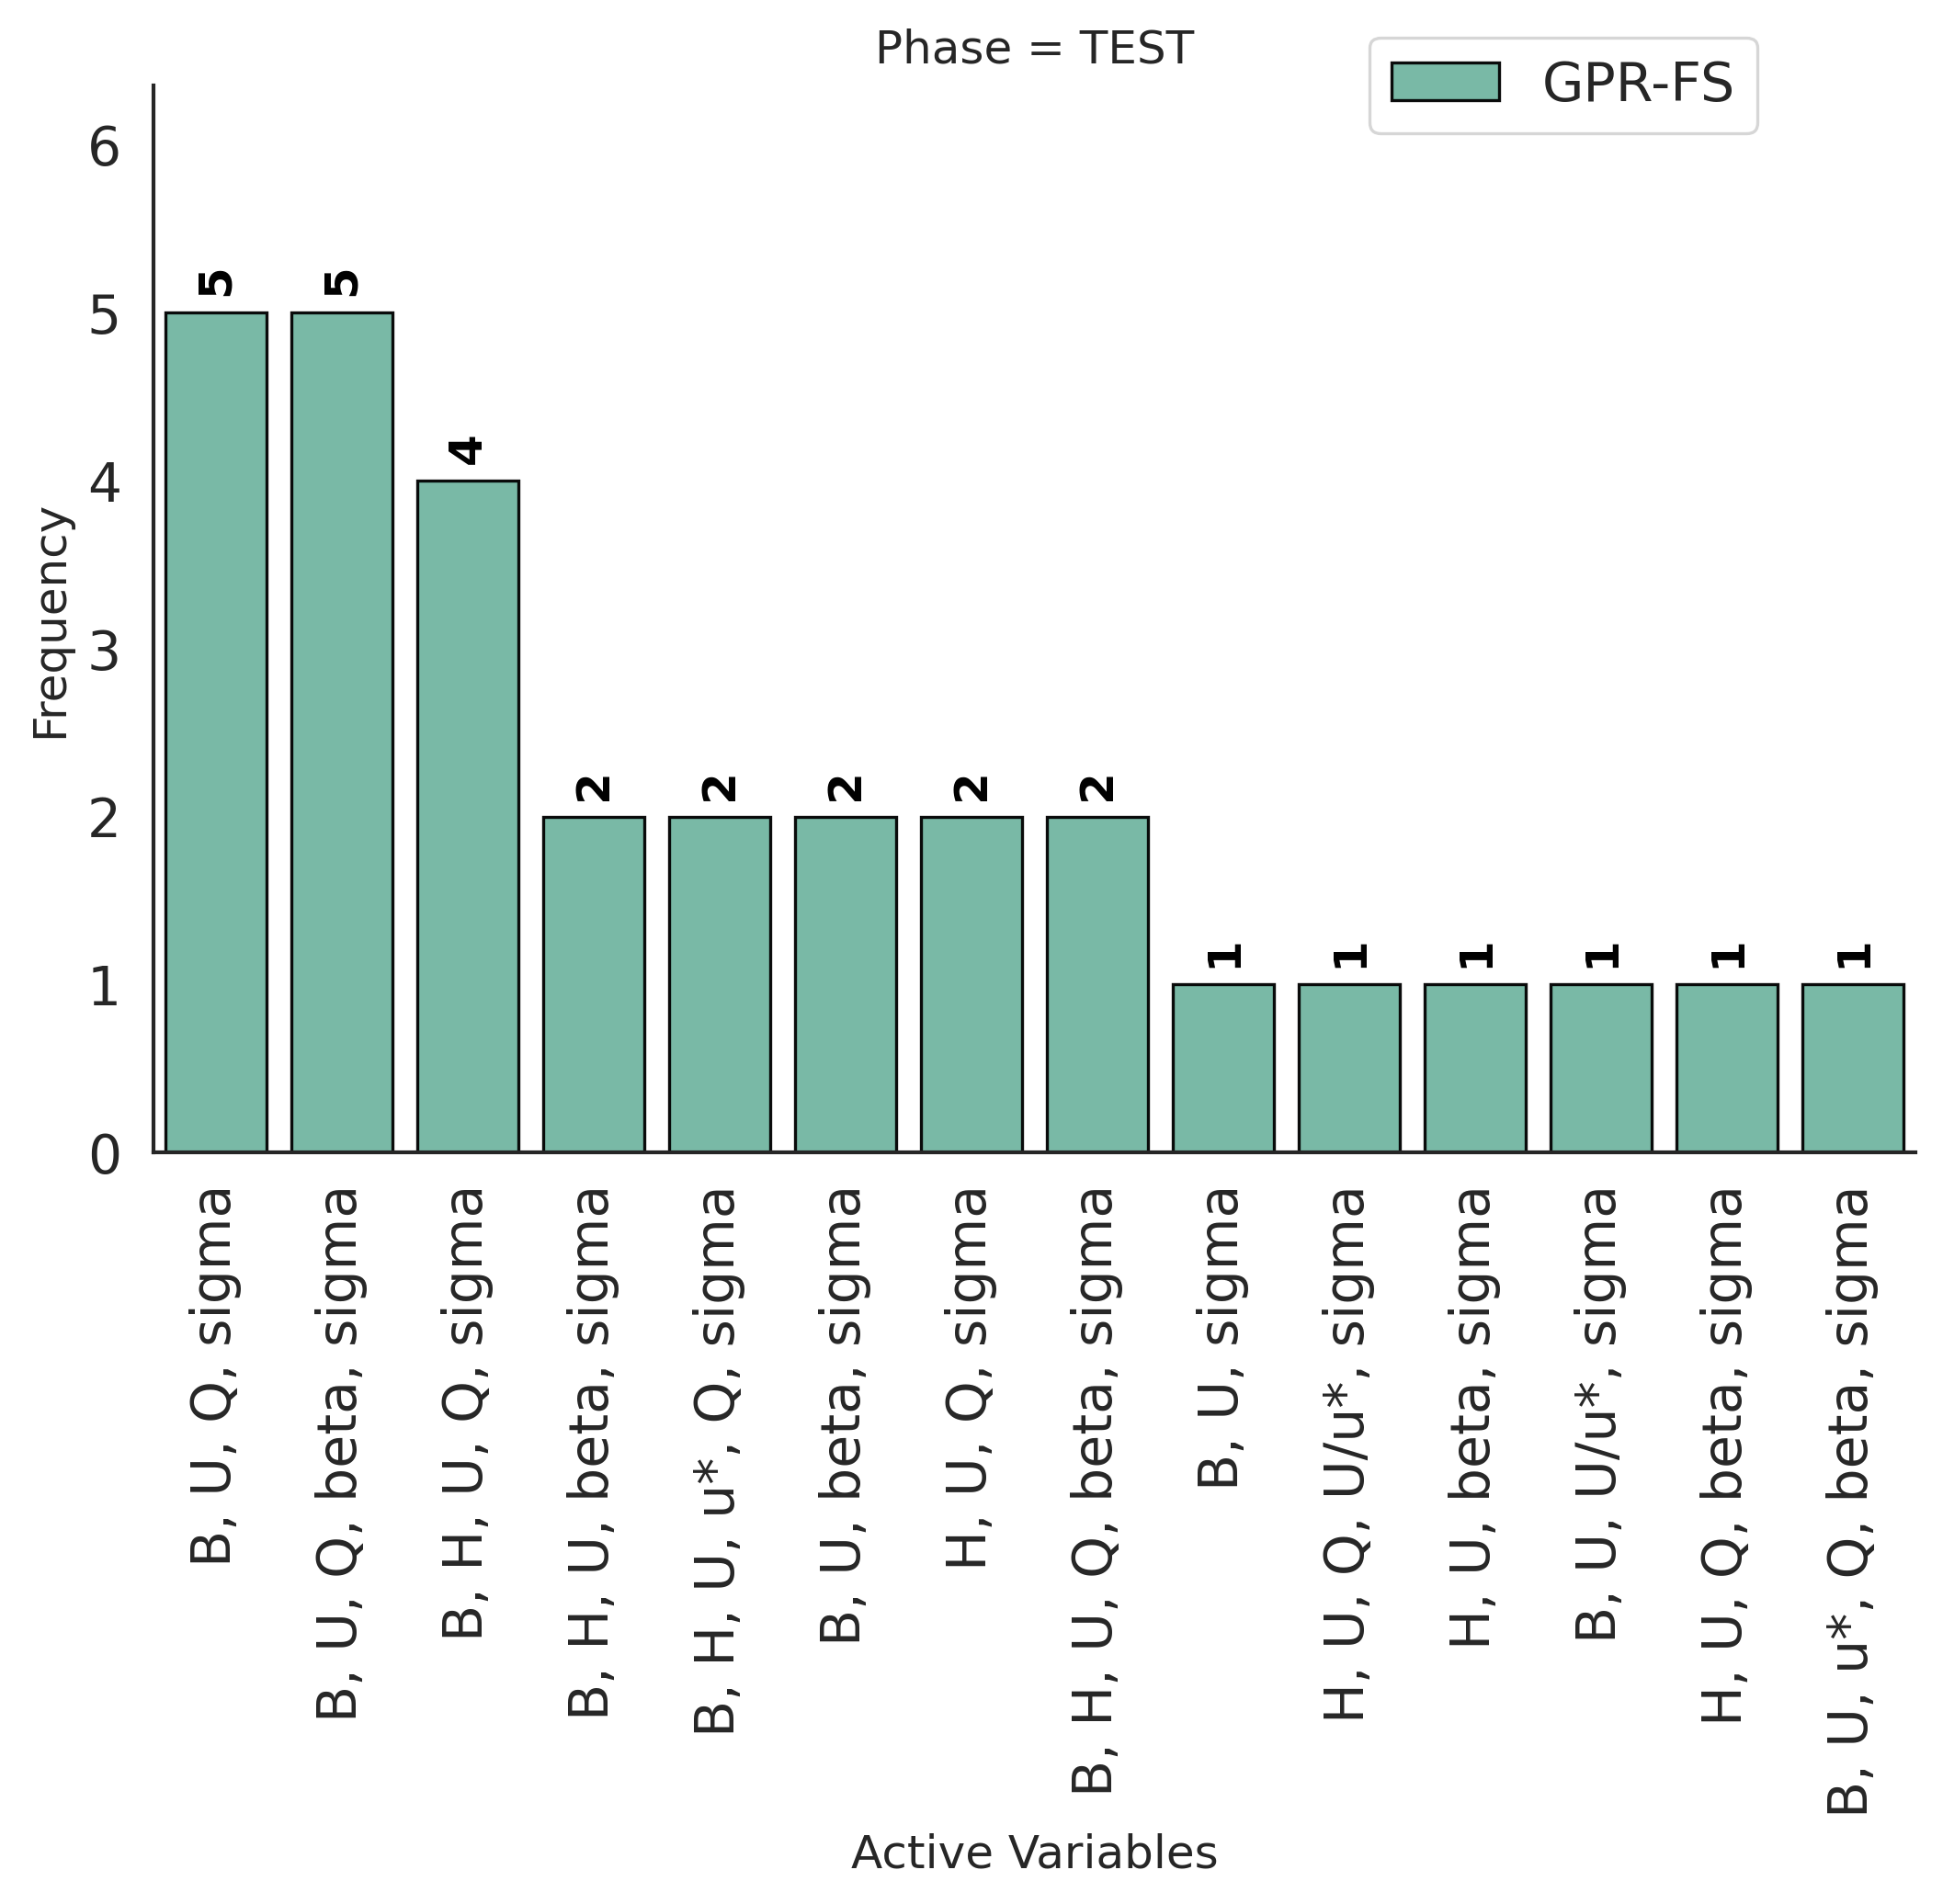 Phase = TEST
GPR-FS
Frequency
6
5
4
3
2
1
0
5
5
4
2
2
2
2
2
1
1
1
1
1
1
B, U, Q, sigma
B, U, Q, beta, sigma
B, H, U, Q, sigma
B, H, U, beta, sigma
B, H, U, u*, Q, sigma
B, U, beta, sigma
H, U, Q, sigma
B, H, U, Q, beta, sigma
B, U, sigma
H, U, Q, U/u*, sigma
H, U, beta, sigma
B, U, U/u*, sigma
H, U, Q, beta, sigma
B, U, u*, Q, beta, sigma
Active Variables